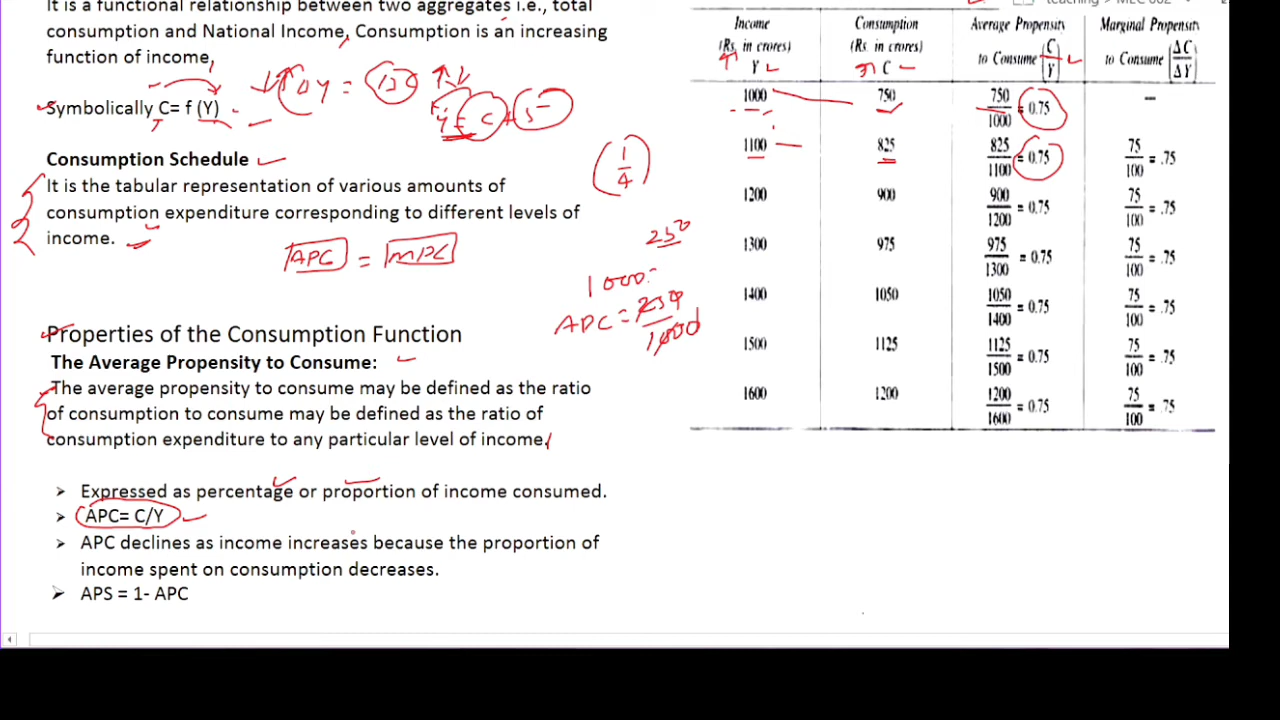 It is a functional relationship between two aggregates i.e., total
consumption and National Income, Consumption is an increasing
function of income,
Symbolically C= f (Y)
ΔY =
Y = C + S
Consumption Schedule
It is the tabular representation of various amounts of
consumption expenditure corresponding to different levels of
income.
APC = MPC
1/4
250
1000
APC = 250/1000
Properties of the Consumption Function
The Average Propensity to Consume:
The average propensity to consume may be defined as the ratio
of consumption to consume may be defined as the ratio of
consumption expenditure to any particular level of income,
➢ Expressed as percentage or proportion of income consumed.
➢ APC= C/Y
➢ APC declines as income increases because the proportion of
income spent on consumption decreases.
➢ APS = 1- APC
Income Consumption Average Propensity Marginal Propensity
(Rs. in crores) (Rs. in crores) to Consume (C/Y) to Consume (ΔC/ΔY)
Y C
1000 750 750/1000 = 0.75 —
1100 825 825/1100 = 0.75 75/100 = .75
1200 900 900/1200 = 0.75 75/100 = .75
1300 975 975/1300 = 0.75 75/100 = .75
1400 1050 1050/1400 = 0.75 75/100 = .75
1500 1125 1125/1500 = 0.75 75/100 = .75
1600 1200 1200/1600 = 0.75 75/100 = .75